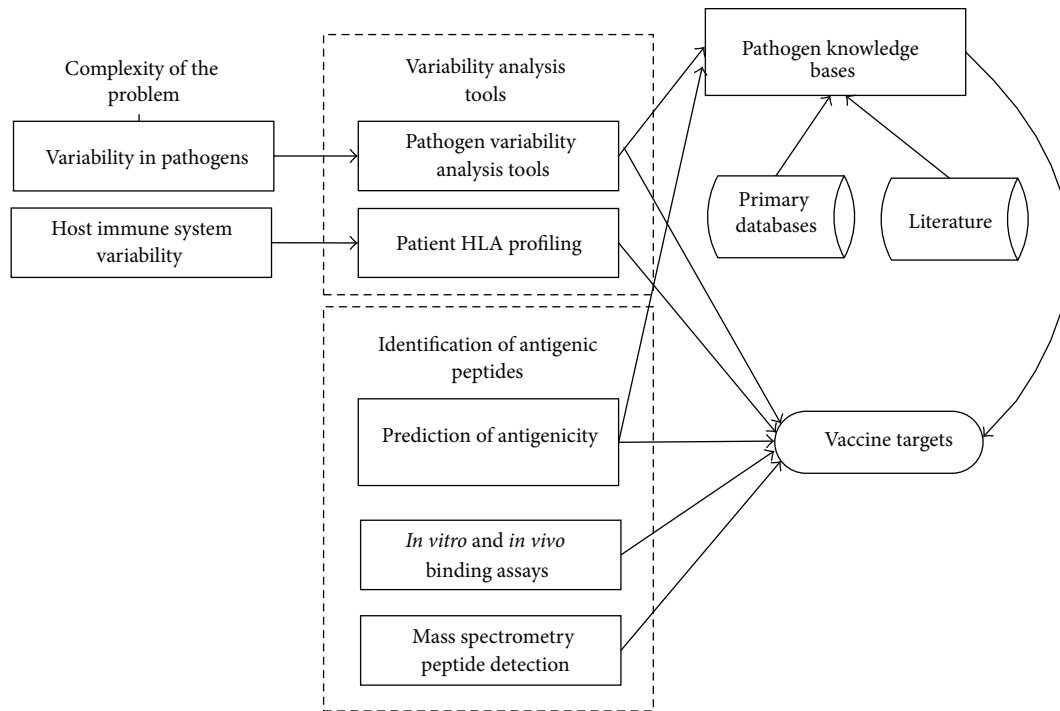 Complexity of the
problem
Variability in pathogens
Host immune system
variability
Variability analysis
tools
Pathogen variability
analysis tools
Patient HLA profiling
Identification of antigenic
peptides
Prediction of antigenicity
In vitro and in vivo
binding assays
Mass spectrometry
peptide detection
Pathogen knowledge
bases
Primary
databases
Literature
Vaccine targets